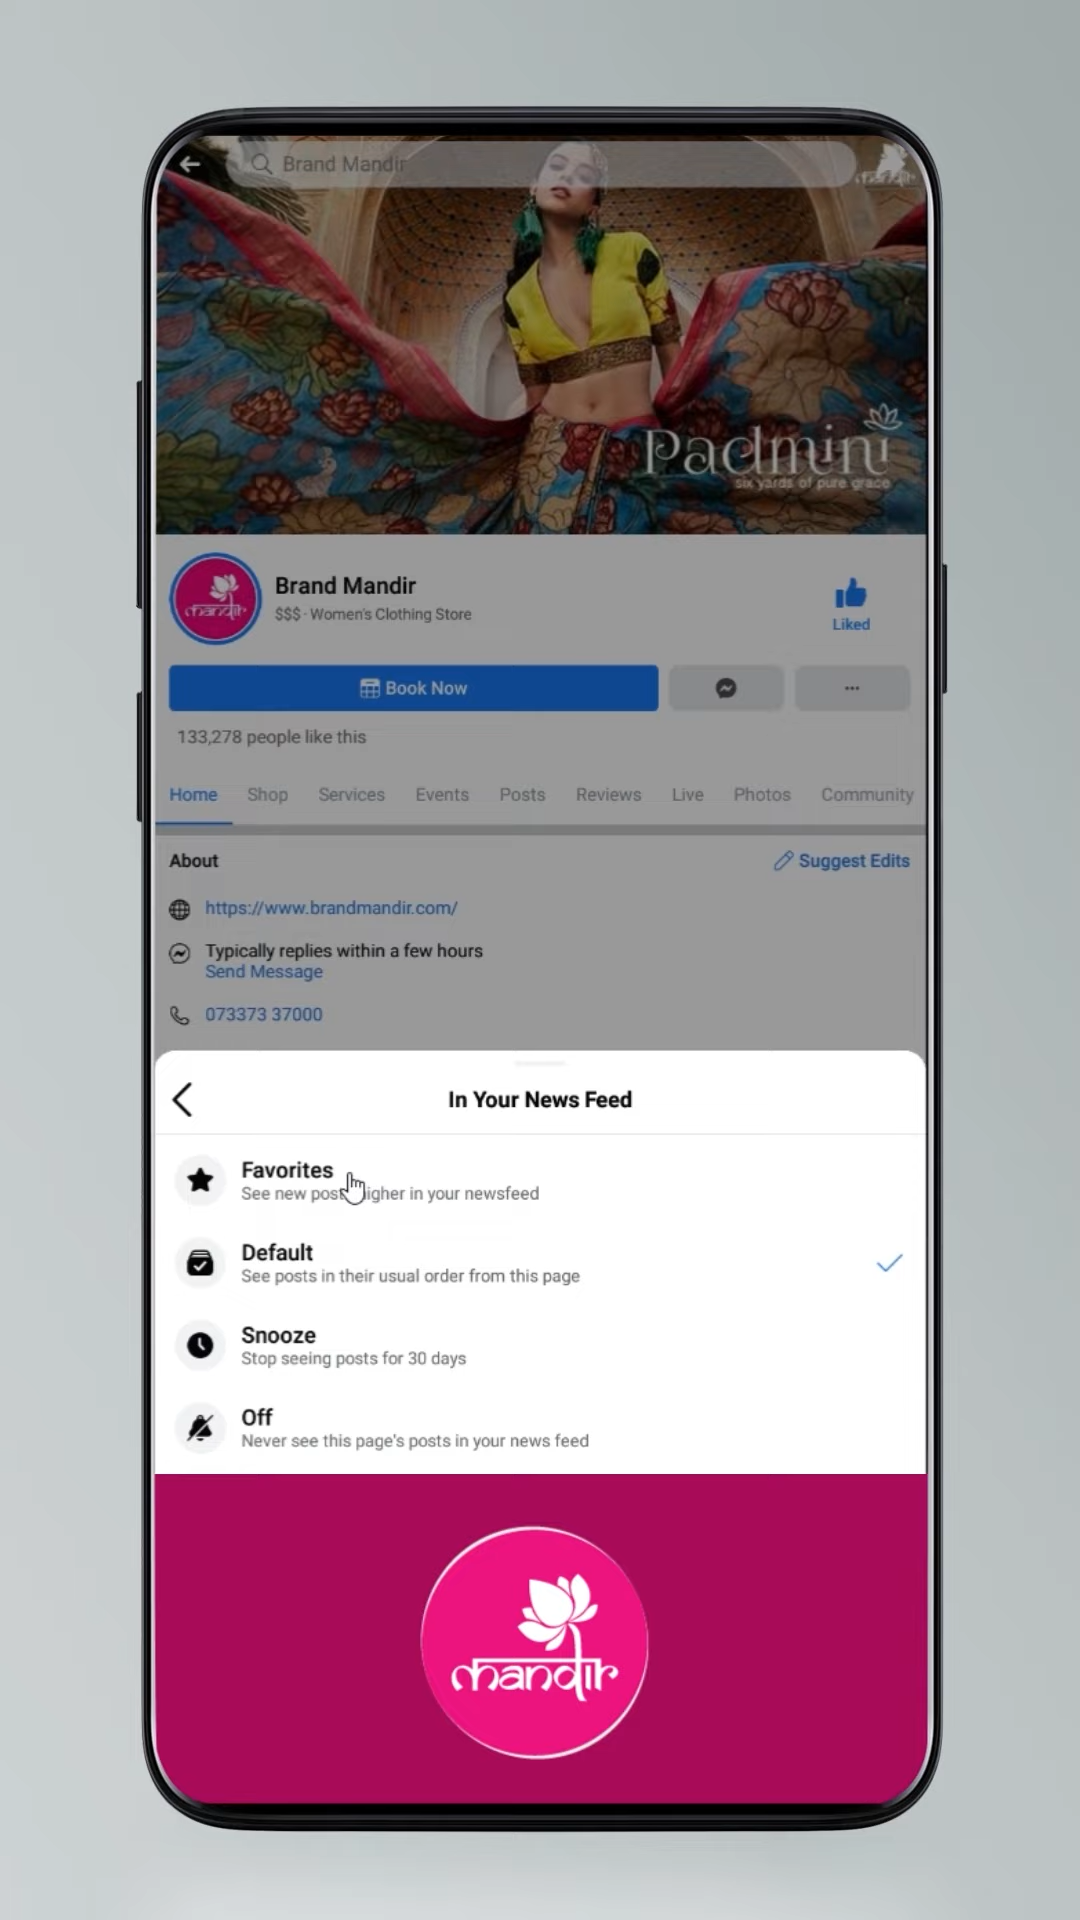 Brand Mandir
mandir
Padmini
six yards of pure grace
mandir
Brand Mandir
$$$ · Women's Clothing Store
Liked
Book Now
133,278 people like this
Home Shop Services Events Posts Reviews Live Photos Community
About
Suggest Edits
https://www.brandmandir.com/
Typically replies within a few hours
Send Message
073373 37000
In Your News Feed
Favorites
See new posts higher in your newsfeed
Default
See posts in their usual order from this page
Snooze
Stop seeing posts for 30 days
Off
Never see this page's posts in your news feed
mandir